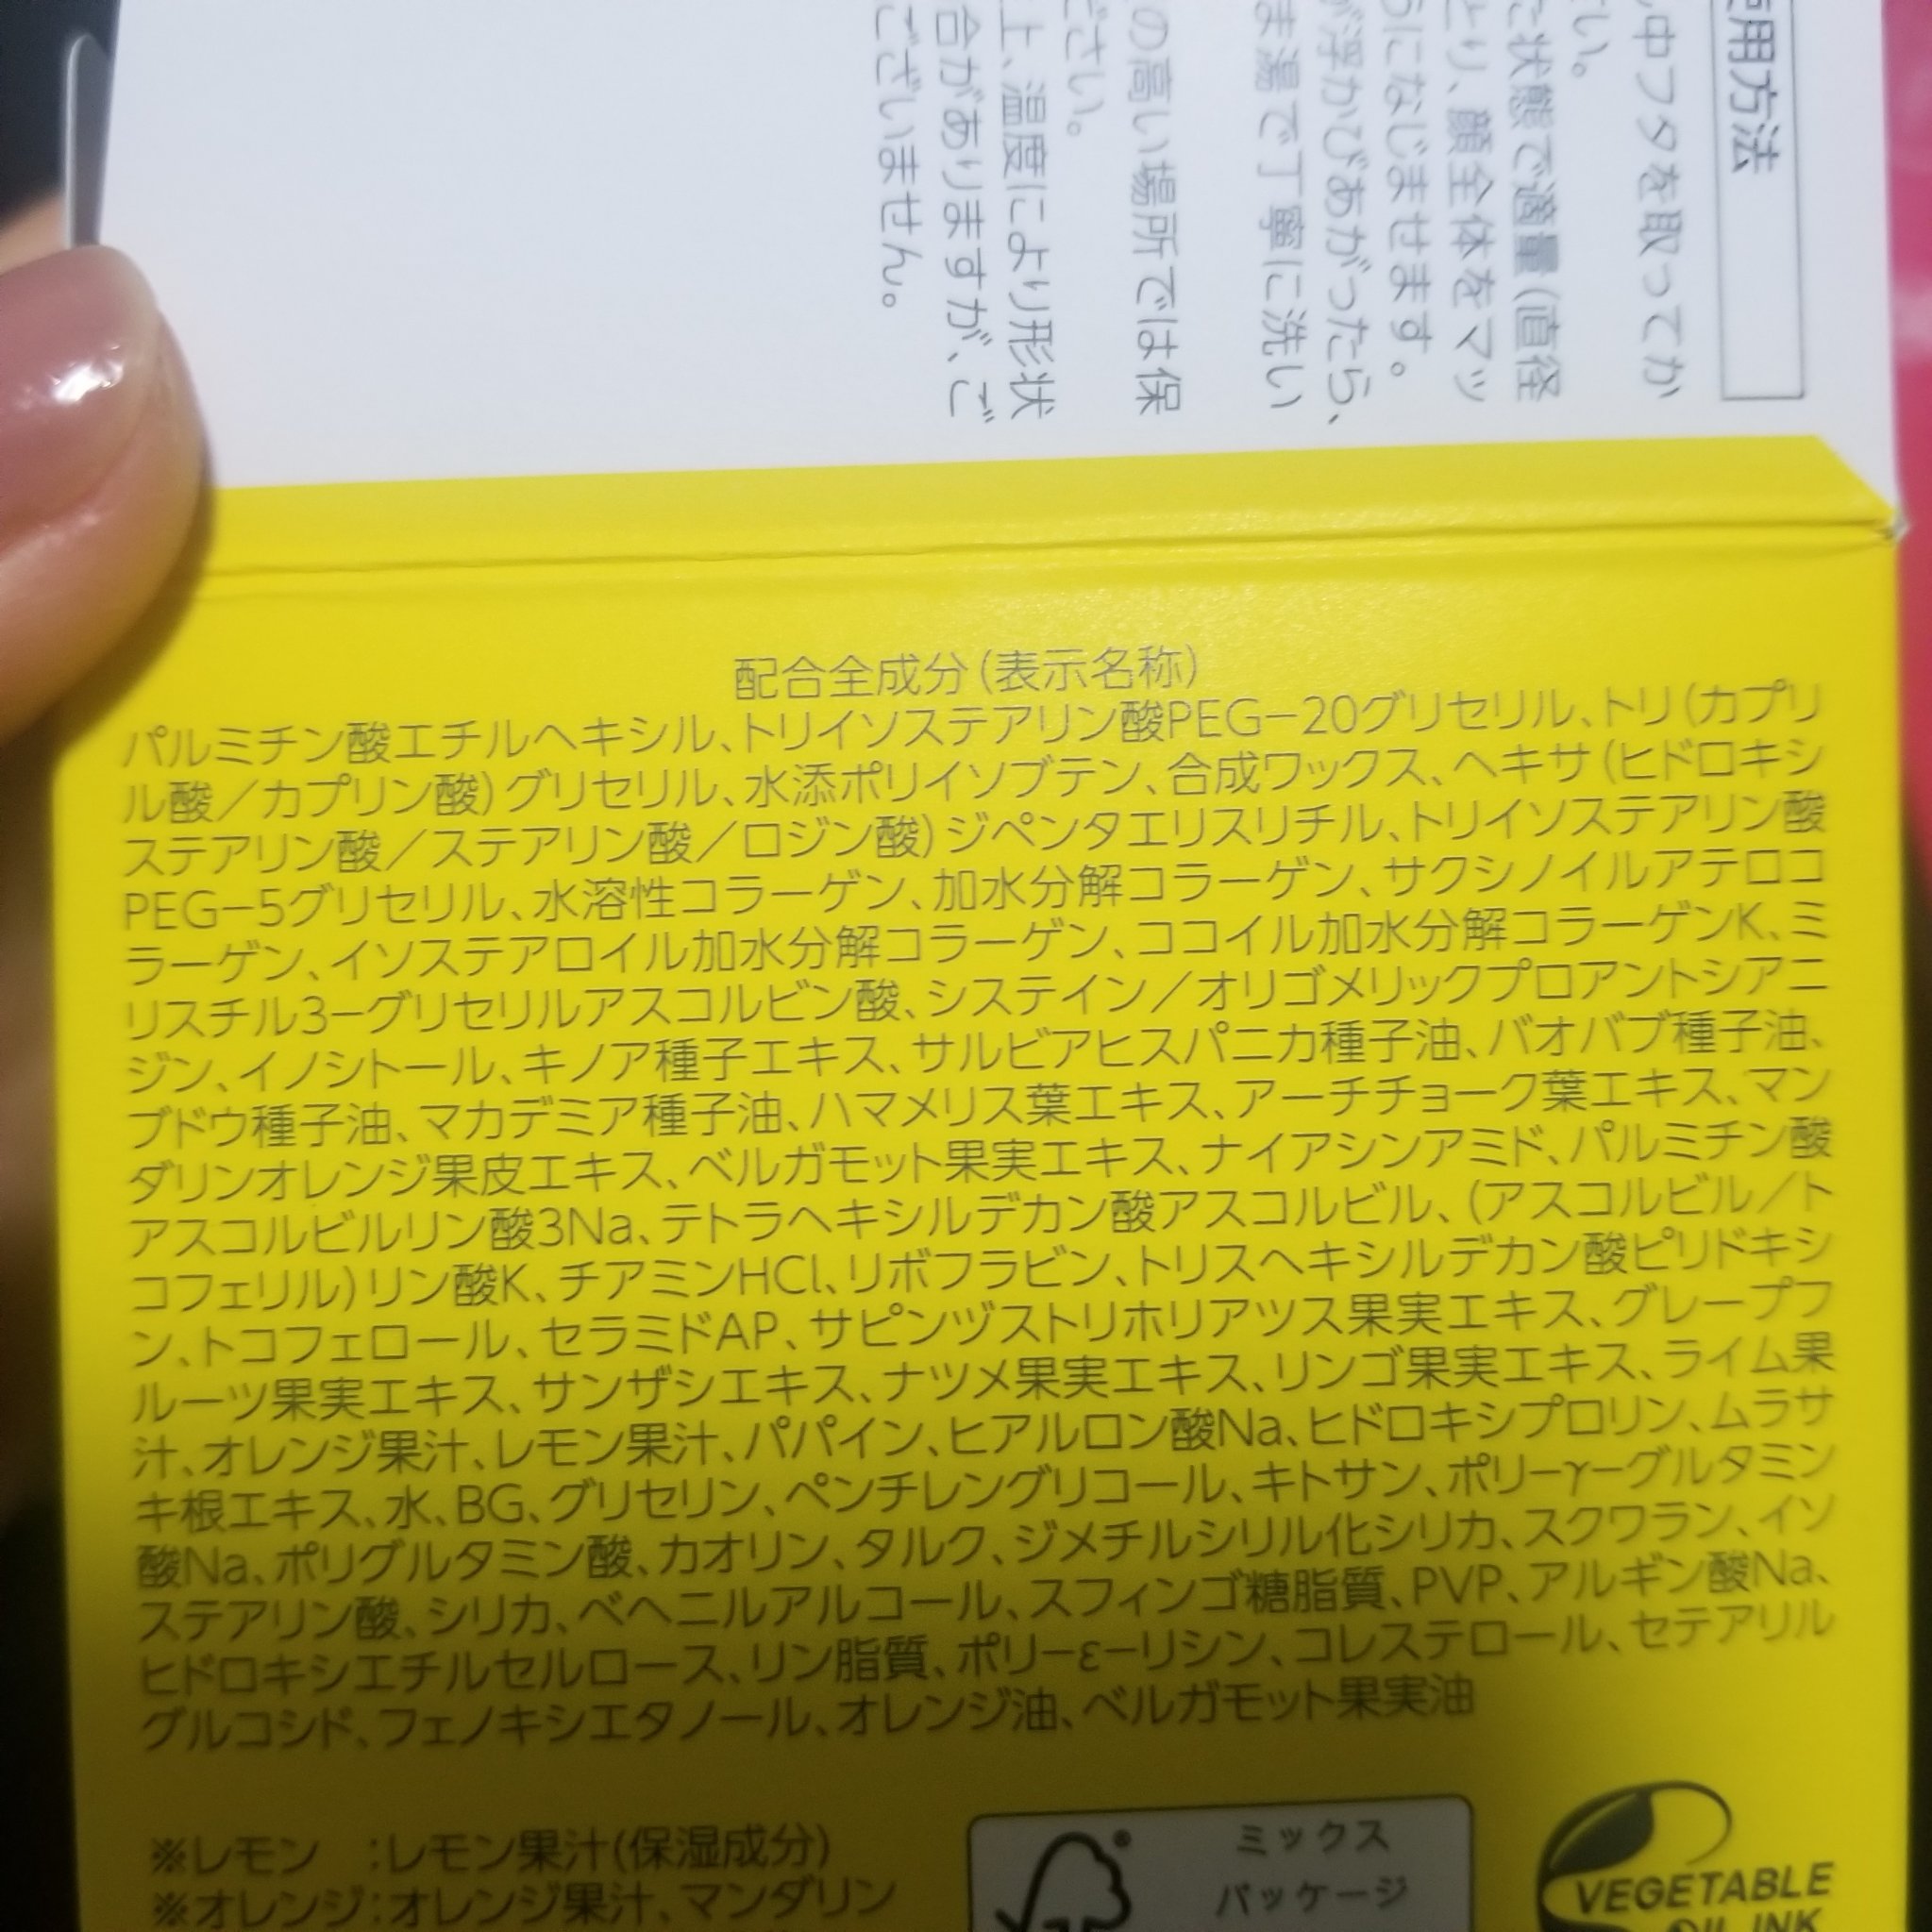 使用方法
中フタを取ってか
い。
た状態で適量(直径
とり、顔全体をマッ
うになじませます。
が浮かびあがったら、
ま湯で丁寧に洗い
の高い場所では保
ださい。
上、温度により形状
合がありますが、ご
ございません。
配合全成分(表示名称)
パルミチン酸エチルヘキシル、トリイソステアリン酸PEG−20グリセリル、トリ(カプリ
ル酸/カプリン酸)グリセリル、水添ポリイソブテン、合成ワックス、ヘキサ(ヒドロキシ
ステアリン酸/ステアリン酸/ロジン酸)ジペンタエリスリチル、トリイソステアリン酸
PEG−5グリセリル、水溶性コラーゲン、加水分解コラーゲン、サクシノイルアテロコ
ラーゲン、イソステアロイル加水分解コラーゲン、ココイル加水分解コラーゲンK、ミ
リスチル3−グリセリルアスコルビン酸、システイン/オリゴメリックプロアントシアニ
ジン、イノシトール、キノア種子エキス、サルビアヒスパニカ種子油、バオバブ種子油、
ブドウ種子油、マカデミア種子油、ハマメリス葉エキス、アーチチョーク葉エキス、マン
ダリンオレンジ果皮エキス、ベルガモット果実エキス、ナイアシンアミド、パルミチン酸
アスコルビルリン酸3Na、テトラヘキシルデカン酸アスコルビル、(アスコルビル/ト
コフェリル)リン酸K、チアミンHCl、リボフラビン、トリスヘキシルデカン酸ピリドキシ
ン、トコフェロール、セラミドAP、サピンヅストリホリアツス果実エキス、グレープフ
ルーツ果実エキス、サンザシエキス、ナツメ果実エキス、リンゴ果実エキス、ライム果
汁、オレンジ果汁、レモン果汁、パパイン、ヒアルロン酸Na、ヒドロキシプロリン、ムラサ
キ根エキス、水、BG、グリセリン、ペンチレングリコール、キトサン、ポリ−γ−グルタミン
酸Na、ポリグルタミン酸、カオリン、タルク、ジメチルシリル化シリカ、スクワラン、イソ
ステアリン酸、シリカ、ベヘニルアルコール、スフィンゴ糖脂質、PVP、アルギン酸Na、
ヒドロキシエチルセルロース、リン脂質、ポリ−ε−リシン、コレステロール、セテアリル
グルコシド、フェノキシエタノール、オレンジ油、ベルガモット果実油
※レモン :レモン果汁(保湿成分)
※オレンジ:オレンジ果汁、マンダリン
ミックス
パッケージ
VEGETABLE
OIL INK